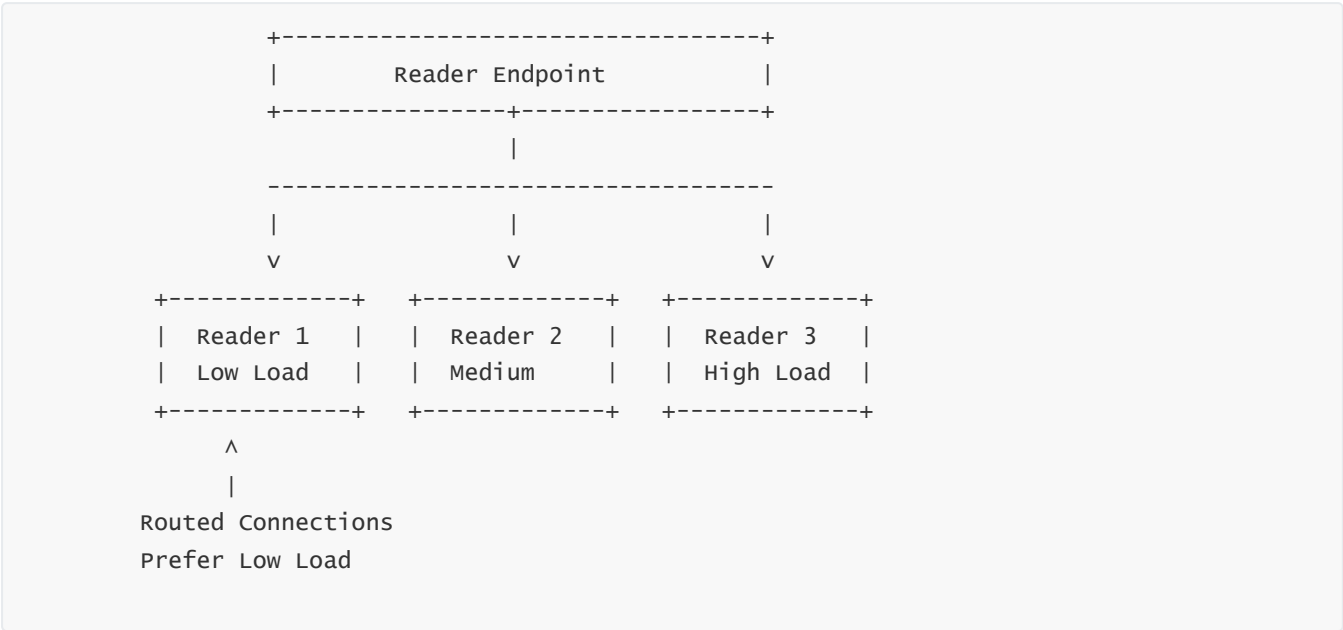 +----------------------------------+
|        Reader Endpoint           |
+----------------+-----------------+
|
------------------------------------
|                |                 |
v                v                 v
+-------------+   +-------------+   +-------------+
|  Reader 1   |   |  Reader 2   |   |  Reader 3   |
|  Low Load   |   |  Medium     |   |  High Load  |
+-------------+   +-------------+   +-------------+
^
|
Routed Connections
Prefer Low Load